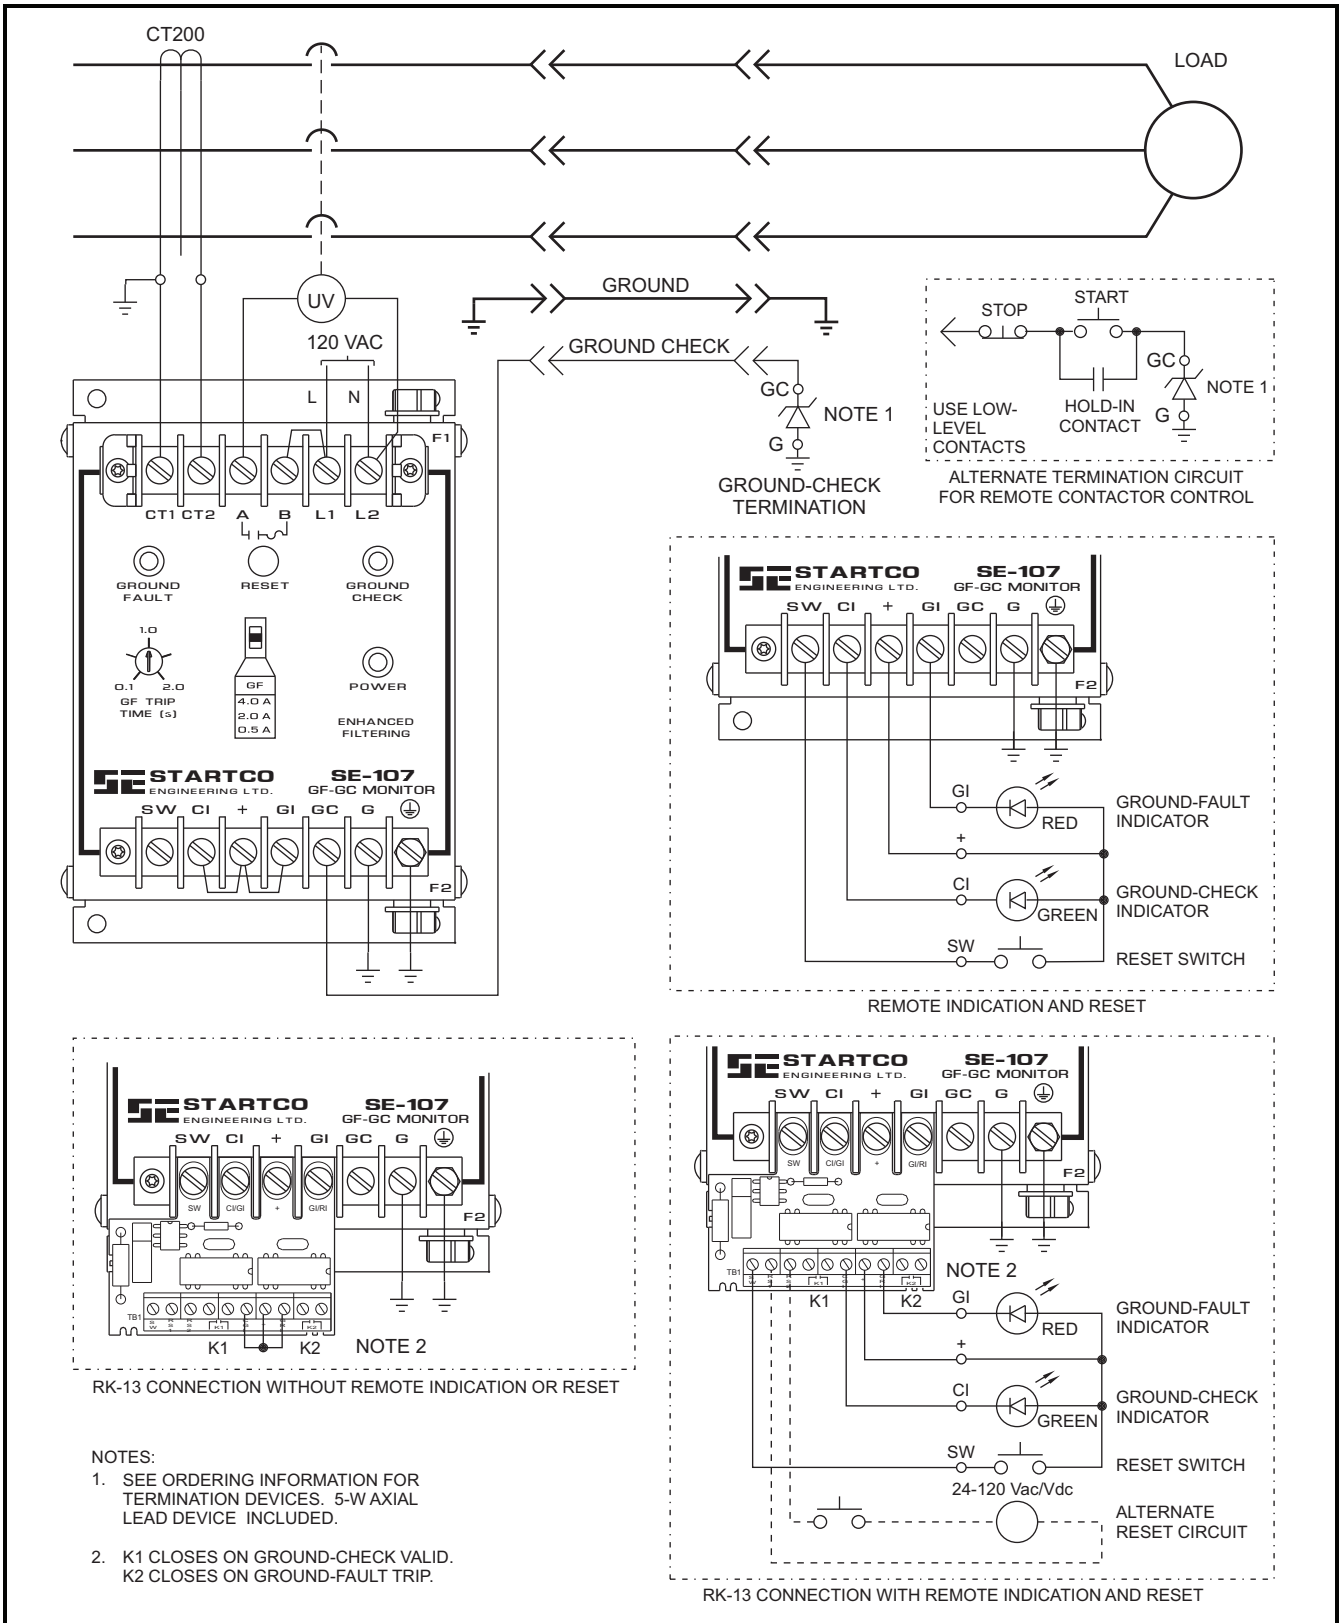 CT200
LOAD
UV
120 VAC
L N
GROUND
GROUND CHECK
GC
NOTE 1
G
GROUND-CHECK
TERMINATION
STOP
START
GC
NOTE 1
G
USE LOW-
LEVEL
CONTACTS
HOLD-IN
CONTACT
ALTERNATE TERMINATION CIRCUIT
FOR REMOTE CONTACTOR CONTROL
F1
CT1 CT2 A B L1 L2
GROUND
FAULT
RESET
GROUND
CHECK
1.0
0.1 2.0
GF TRIP
TIME (s)
GF
4.0 A
2.0 A
0.5 A
POWER
ENHANCED
FILTERING
SE STARTCO
ENGINEERING LTD.
SE-107
GF-GC MONITOR
SW CI + GI GC G
F2
SE STARTCO
ENGINEERING LTD.
SE-107
GF-GC MONITOR
SW CI + GI GC G
F2
GI
RED
GROUND-FAULT
INDICATOR
+
CI
GREEN
GROUND-CHECK
INDICATOR
SW
RESET SWITCH
REMOTE INDICATION AND RESET
SE STARTCO
ENGINEERING LTD.
SE-107
GF-GC MONITOR
SW CI + GI GC G
SW CI/GI + GI/RI
F2
TB1
K1
K2
K1 K2
NOTE 2
RK-13 CONNECTION WITHOUT REMOTE INDICATION OR RESET
SE STARTCO
ENGINEERING LTD.
SE-107
GF-GC MONITOR
SW CI + GI GC G
SW CI/GI + GI/RI
F2
TB1
K1
K2
K1 K2
NOTE 2
GI
RED
GROUND-FAULT
INDICATOR
+
CI
GREEN
GROUND-CHECK
INDICATOR
SW
RESET SWITCH
24-120 Vac/Vdc
ALTERNATE
RESET CIRCUIT
RK-13 CONNECTION WITH REMOTE INDICATION AND RESET
NOTES:
1. SEE ORDERING INFORMATION FOR
TERMINATION DEVICES. 5-W AXIAL
LEAD DEVICE INCLUDED.
2. K1 CLOSES ON GROUND-CHECK VALID.
K2 CLOSES ON GROUND-FAULT TRIP.